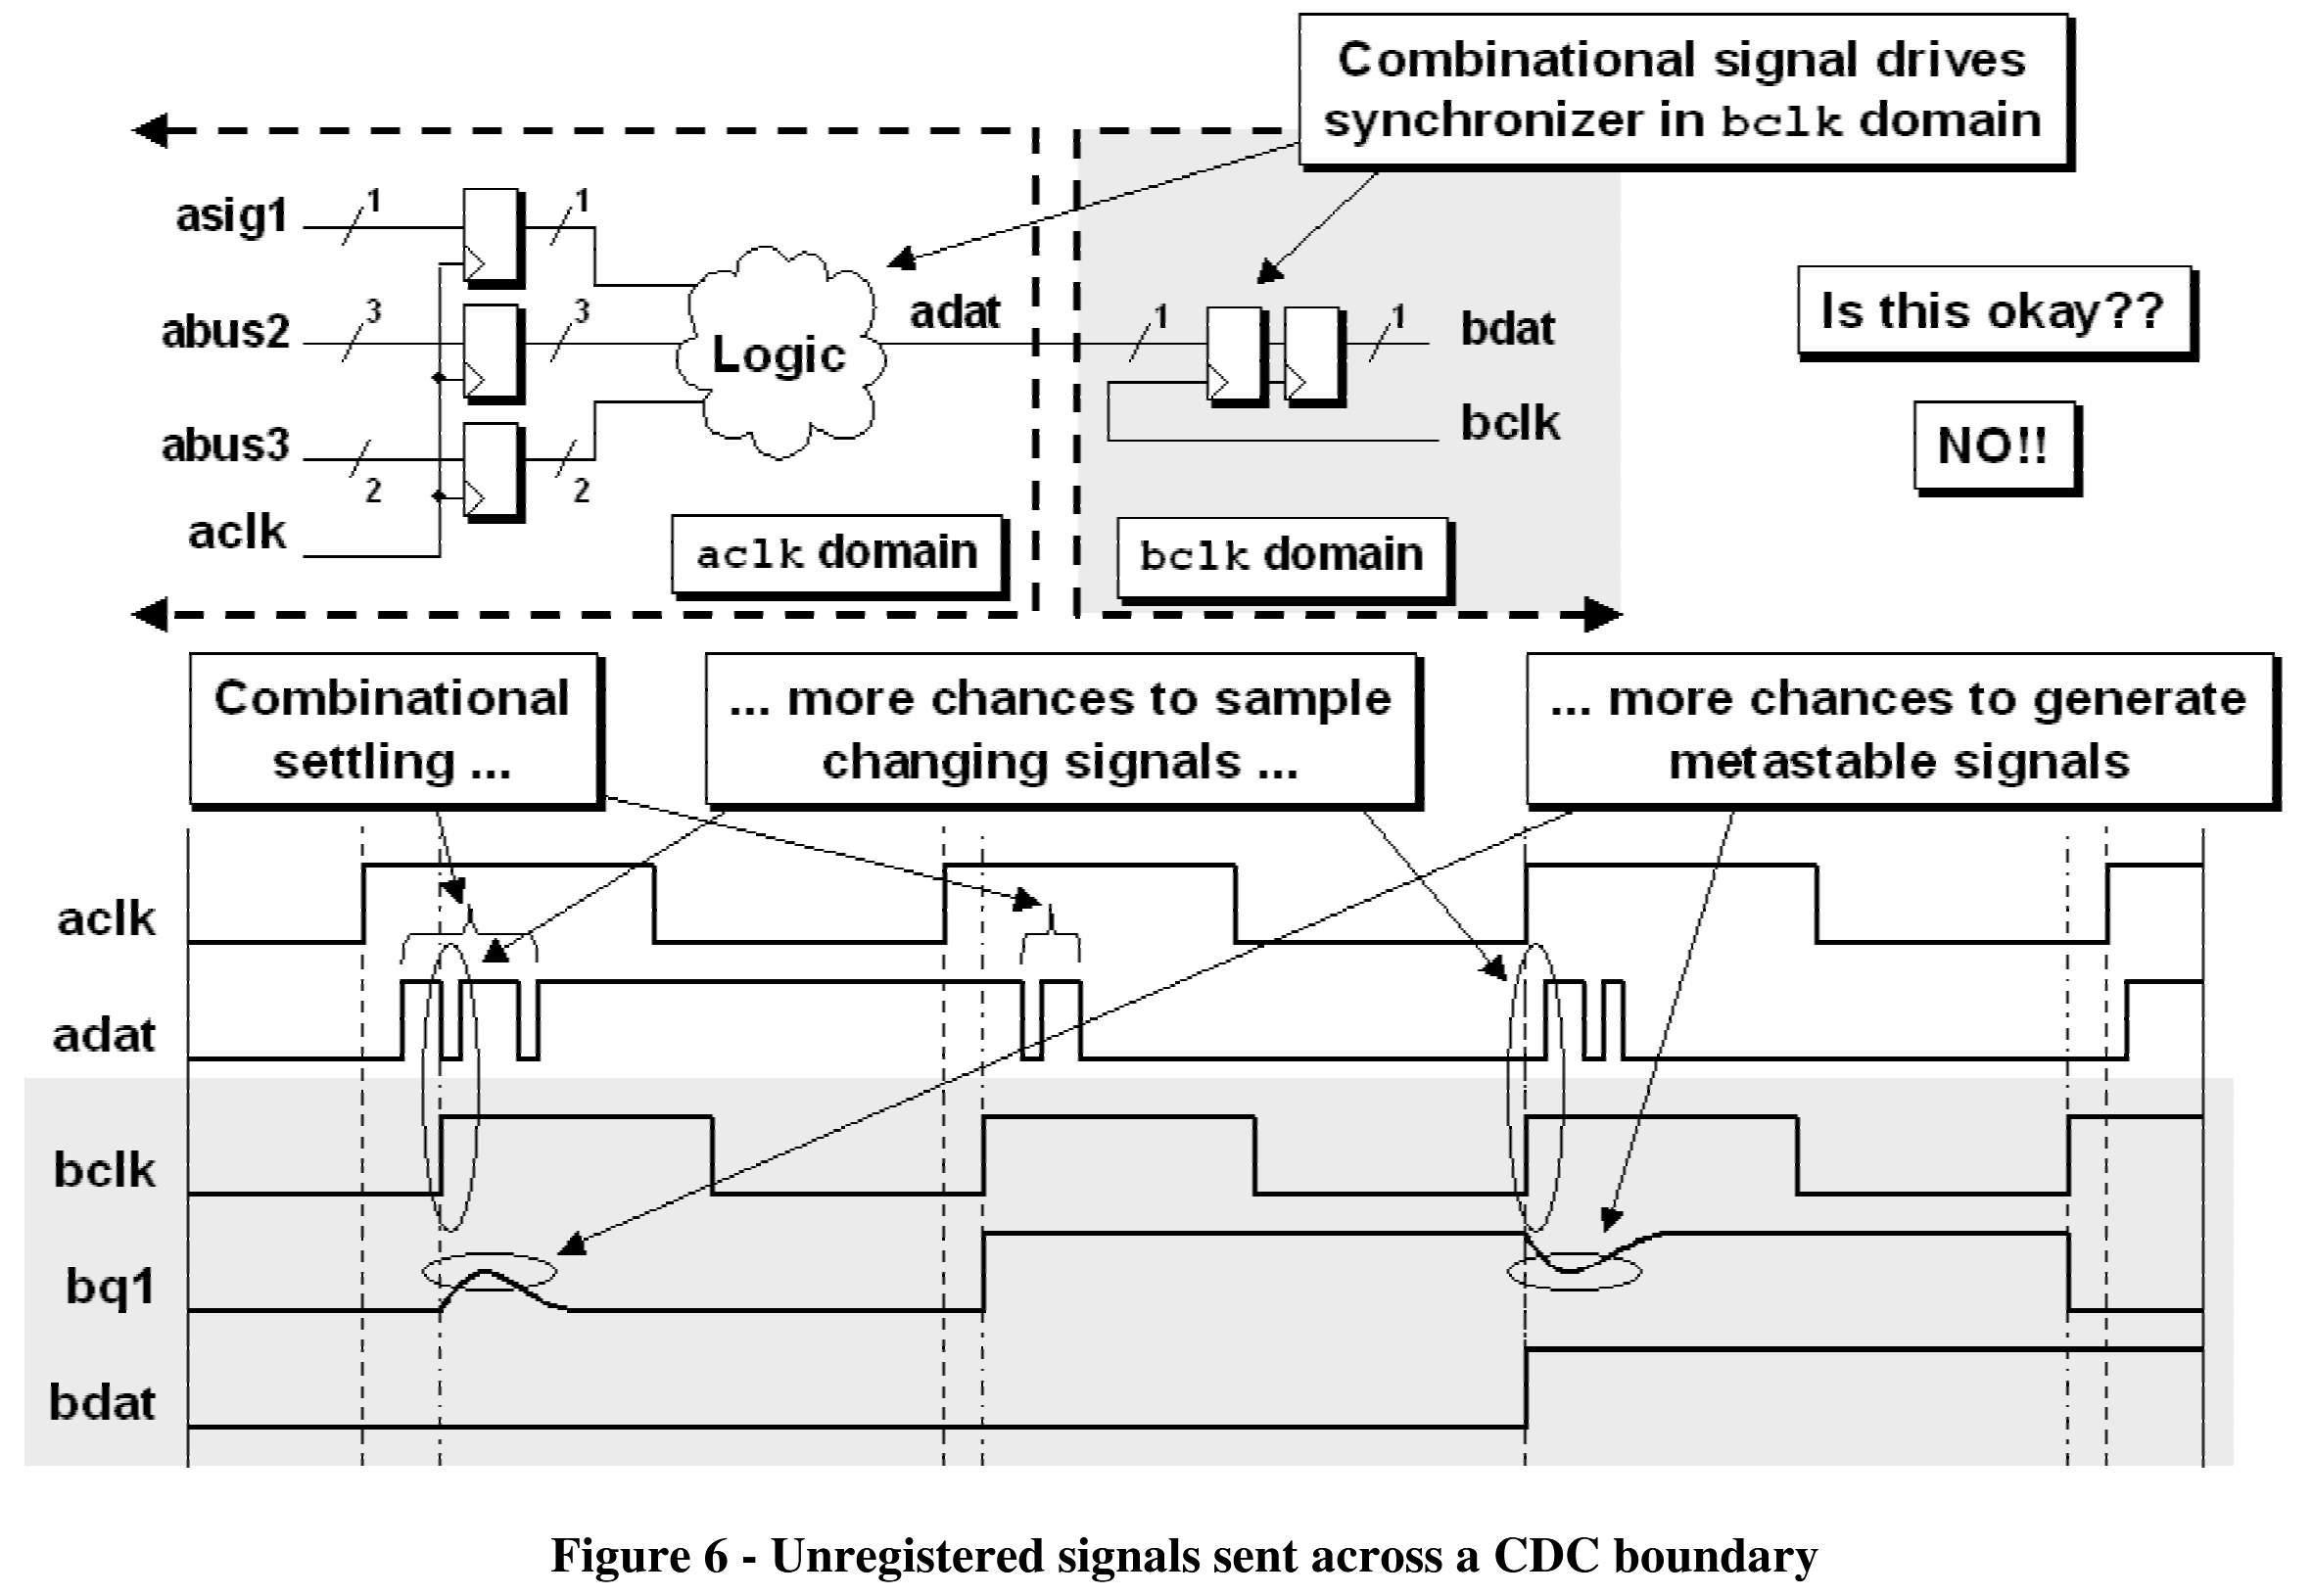 Combinational signal drives
synchronizer in bclk domain
asig1
1
1
abus2
3
3
Logic
adat
1
1
bdat
Is this okay??
abus3
2
2
bclk
NO!!
aclk
aclk domain
bclk domain
Combinational
settling ...
... more chances to sample
changing signals ...
... more chances to generate
metastable signals
aclk
adat
bclk
bq1
bdat
Figure 6 - Unregistered signals sent across a CDC boundary